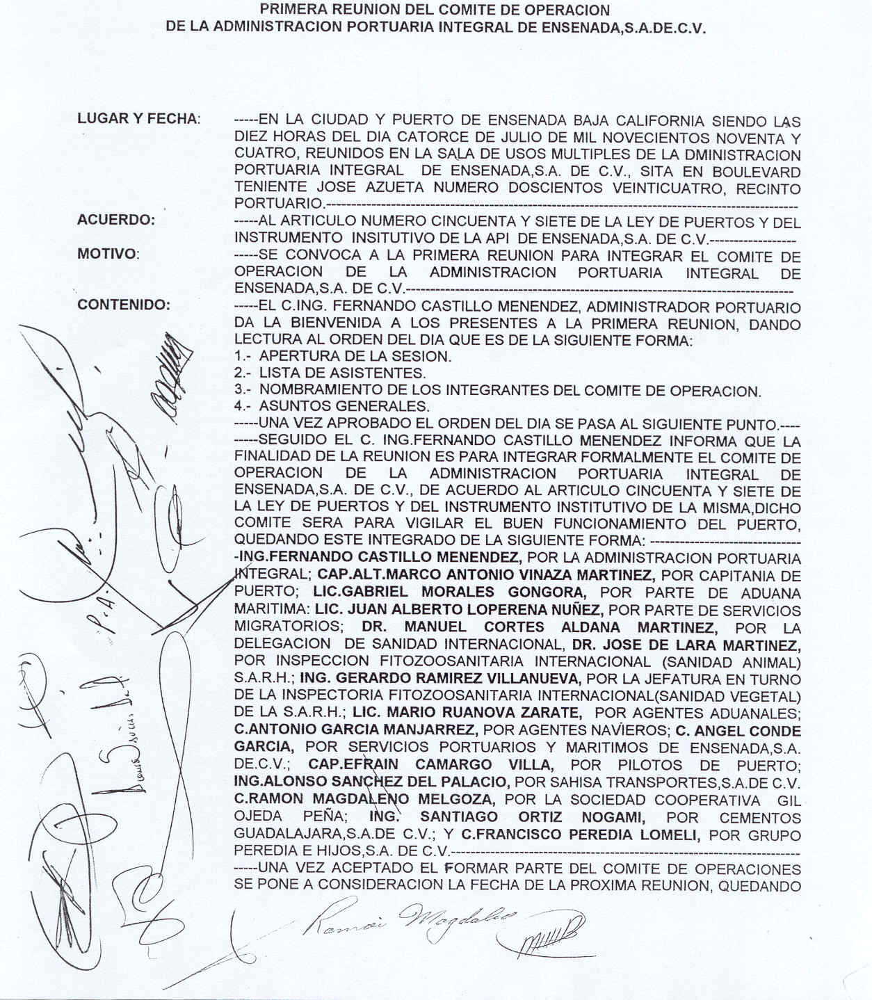 PRIMERA REUNION DEL COMITE DE OPERACION
DE LA ADMINISTRACION PORTUARIA INTEGRAL DE ENSENADA,S.A.DE.C.V.
LUGAR Y FECHA: -----EN LA CIUDAD Y PUERTO DE ENSENADA BAJA CALIFORNIA SIENDO LAS
DIEZ HORAS DEL DIA CATORCE DE JULIO DE MIL NOVECIENTOS NOVENTA Y
CUATRO, REUNIDOS EN LA SALA DE USOS MULTIPLES DE LA DMINISTRACION
PORTUARIA INTEGRAL DE ENSENADA,S.A. DE C.V., SITA EN BOULEVARD
TENIENTE JOSE AZUETA NUMERO DOSCIENTOS VEINTICUATRO, RECINTO
PORTUARIO.-----------------------------------------------------------------------------------------------
ACUERDO: -----AL ARTICULO NUMERO CINCUENTA Y SIETE DE LA LEY DE PUERTOS Y DEL
INSTRUMENTO INSITUTIVO DE LA API DE ENSENADA,S.A. DE C.V.-----------------
MOTIVO: -----SE CONVOCA A LA PRIMERA REUNION PARA INTEGRAR EL COMITE DE
OPERACION DE LA ADMINISTRACION PORTUARIA INTEGRAL DE
ENSENADA,S.A. DE C.V.------------------------------------------------------------------------------
CONTENIDO: -----EL C.ING. FERNANDO CASTILLO MENENDEZ, ADMINISTRADOR PORTUARIO
DA LA BIENVENIDA A LOS PRESENTES A LA PRIMERA REUNION, DANDO
LECTURA AL ORDEN DEL DIA QUE ES DE LA SIGUIENTE FORMA:
1.- APERTURA DE LA SESION.
2.- LISTA DE ASISTENTES.
3.- NOMBRAMIENTO DE LOS INTEGRANTES DEL COMITE DE OPERACION.
4.- ASUNTOS GENERALES.
-----UNA VEZ APROBADO EL ORDEN DEL DIA SE PASA AL SIGUIENTE PUNTO.----
-----SEGUIDO EL C. ING.FERNANDO CASTILLO MENENDEZ INFORMA QUE LA
FINALIDAD DE LA REUNION ES PARA INTEGRAR FORMALMENTE EL COMITE DE
OPERACION DE LA ADMINISTRACION PORTUARIA INTEGRAL DE
ENSENADA,S.A. DE C.V., DE ACUERDO AL ARTICULO CINCUENTA Y SIETE DE
LA LEY DE PUERTOS Y DEL INSTRUMENTO INSTITUTIVO DE LA MISMA,DICHO
COMITE SERA PARA VIGILAR EL BUEN FUNCIONAMIENTO DEL PUERTO,
QUEDANDO ESTE INTEGRADO DE LA SIGUIENTE FORMA: ------------------------------
-ING.FERNANDO CASTILLO MENENDEZ, POR LA ADMINISTRACION PORTUARIA
INTEGRAL; CAP.ALT.MARCO ANTONIO VINAZA MARTINEZ, POR CAPITANIA DE
PUERTO; LIC.GABRIEL MORALES GONGORA, POR PARTE DE ADUANA
MARITIMA: LIC. JUAN ALBERTO LOPERENA NUÑEZ, POR PARTE DE SERVICIOS
MIGRATORIOS; DR. MANUEL CORTES ALDANA MARTINEZ, POR LA
DELEGACION DE SANIDAD INTERNACIONAL, DR. JOSE DE LARA MARTINEZ,
POR INSPECCION FITOZOOSANITARIA INTERNACIONAL (SANIDAD ANIMAL)
S.A.R.H.; ING. GERARDO RAMIREZ VILLANUEVA, POR LA JEFATURA EN TURNO
DE LA INSPECTORIA FITOZOOSANITARIA INTERNACIONAL(SANIDAD VEGETAL)
DE LA S.A.R.H.; LIC. MARIO RUANOVA ZARATE, POR AGENTES ADUANALES;
C.ANTONIO GARCIA MANJARREZ, POR AGENTES NAVIEROS; C. ANGEL CONDE
GARCIA, POR SERVICIOS PORTUARIOS Y MARITIMOS DE ENSENADA,S.A.
DE.C.V.; CAP.EFRAIN CAMARGO VILLA, POR PILOTOS DE PUERTO;
ING.ALONSO SANCHEZ DEL PALACIO, POR SAHISA TRANSPORTES,S.A.DE C.V.
C.RAMON MAGDALENO MELGOZA, POR LA SOCIEDAD COOPERATIVA GIL
OJEDA PEÑA; ING. SANTIAGO ORTIZ NOGAMI, POR CEMENTOS
GUADALAJARA,S.A.DE C.V.; Y C.FRANCISCO PEREDIA LOMELI, POR GRUPO
PEREDIA E HIJOS,S.A. DE C.V.----------------------------------------------------------------------
-----UNA VEZ ACEPTADO EL FORMAR PARTE DEL COMITE DE OPERACIONES
SE PONE A CONSIDERACION LA FECHA DE LA PROXIMA REUNION, QUEDANDO
P.A.